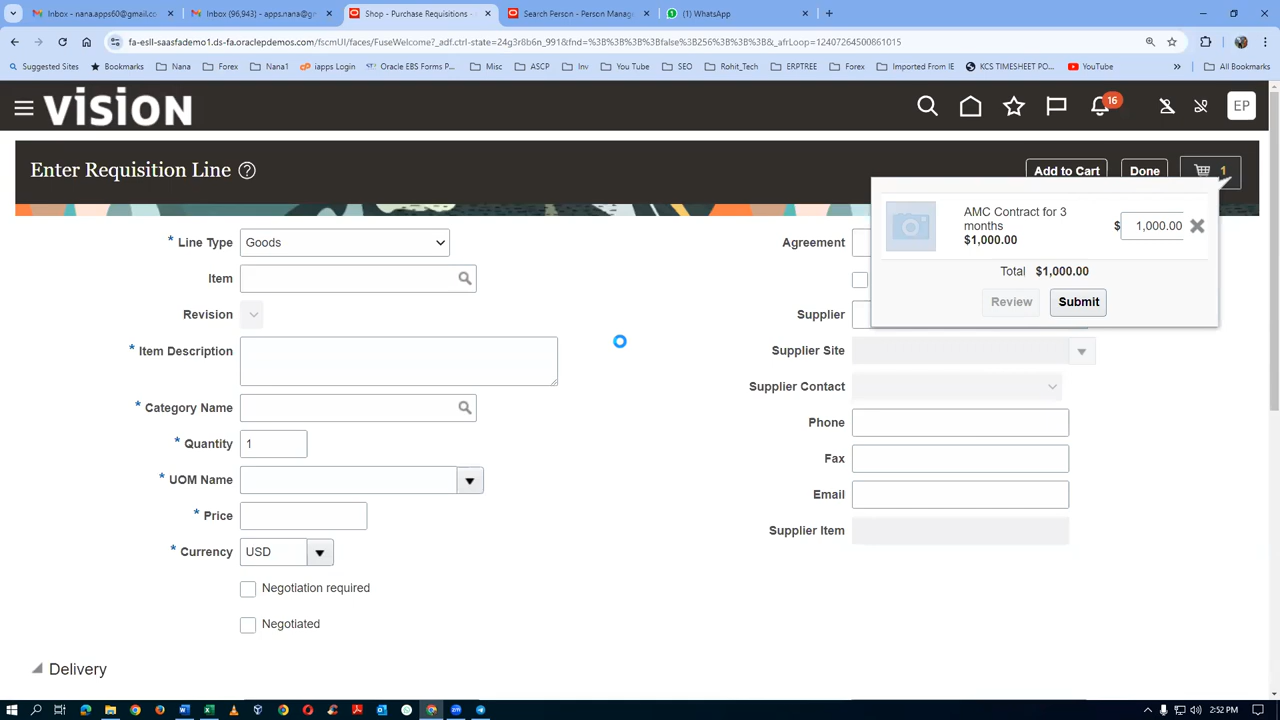 Inbox - nana.apps60@gmail.co
Inbox (96,943) - apps.nana@g
Shop - Purchase Requisitions -
Search Person - Person Manag
(1) WhatsApp
fa-esll-saasfademo1.ds-fa.oraclepdemos.com/fscmUI/faces/FuseWelcome?_adf.ctrl-state=24g3r8b6n_991&fnd=%3B%3B%3B%3Bfalse%3B256%3B%3B%3B&_afrLoop=12407264500861015
Suggested Sites
Bookmarks
Nana
Forex
Nana1
iapps Login
Oracle EBS Forms P...
Misc
ASCP
Inv
You Tube
SEO
Rohit_Tech
ERPTREE
Forex
Imported From IE
KCS TIMESHEET PO...
YouTube
»
All Bookmarks
vision
16
EP
Enter Requisition Line ?
Add to Cart
Done
1
* Line Type Goods
Item
Revision
* Item Description
* Category Name
* Quantity 1
* UOM Name
* Price
* Currency USD
Negotiation required
Negotiated
Agreement
Supplier
Supplier Site
Supplier Contact
Phone
Fax
Email
Supplier Item
AMC Contract for 3
months
$1,000.00
$ 1,000.00
Total $1,000.00
Review
Submit
Delivery
2:52 PM